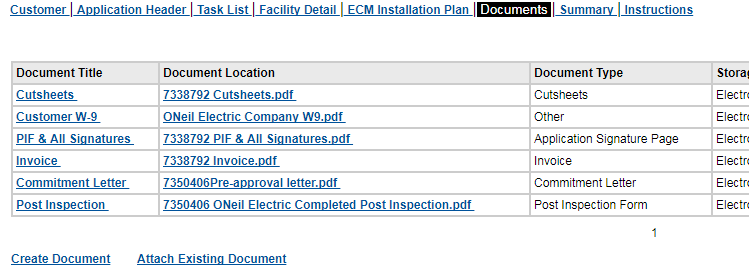 Customer | Application Header | Task List | Facility Detail | ECM Installation Plan | Documents | Summary | Instructions
Document Title Document Location Document Type Storag
Cutsheets 7338792 Cutsheets.pdf Cutsheets Electro
Customer W-9 ONeil Electric Company W9.pdf Other Electro
PIF & All Signatures 7338792 PIF & All Signatures.pdf Application Signature Page Electro
Invoice 7338792 Invoice.pdf Invoice Electro
Commitment Letter 7350406Pre-approval letter.pdf Commitment Letter Electro
Post Inspection 7350406 ONeil Electric Completed Post Inspection.pdf Post Inspection Form Electro
1
Create Document Attach Existing Document